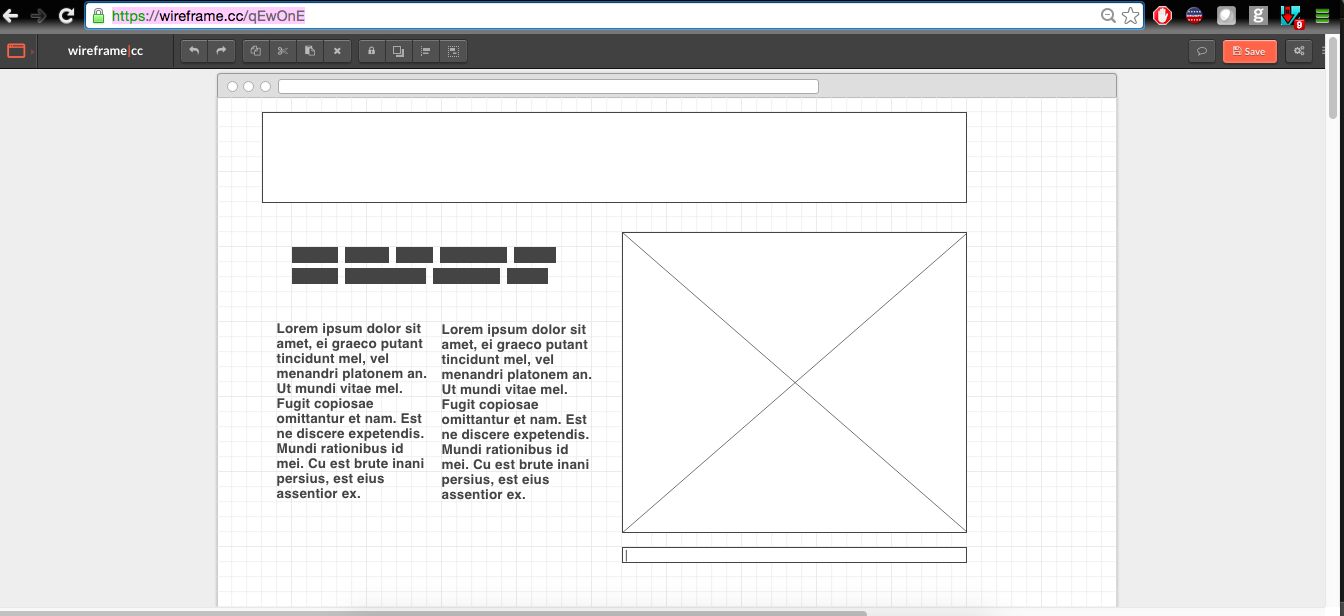 https://wireframe.cc/qEwOnE
g
9
wireframe|cc
Save
Lorem ipsum dolor sit
amet, ei graeco putant
tincidunt mel, vel
menandri platonem an.
Ut mundi vitae mel.
Fugit copiosae
omittantur et nam. Est
ne discere expetendis.
Mundi rationibus id
mei. Cu est brute inani
persius, est eius
assentior ex.
Lorem ipsum dolor sit
amet, ei graeco putant
tincidunt mel, vel
menandri platonem an.
Ut mundi vitae mel.
Fugit copiosae
omittantur et nam. Est
ne discere expetendis.
Mundi rationibus id
mei. Cu est brute inani
persius, est eius
assentior ex.